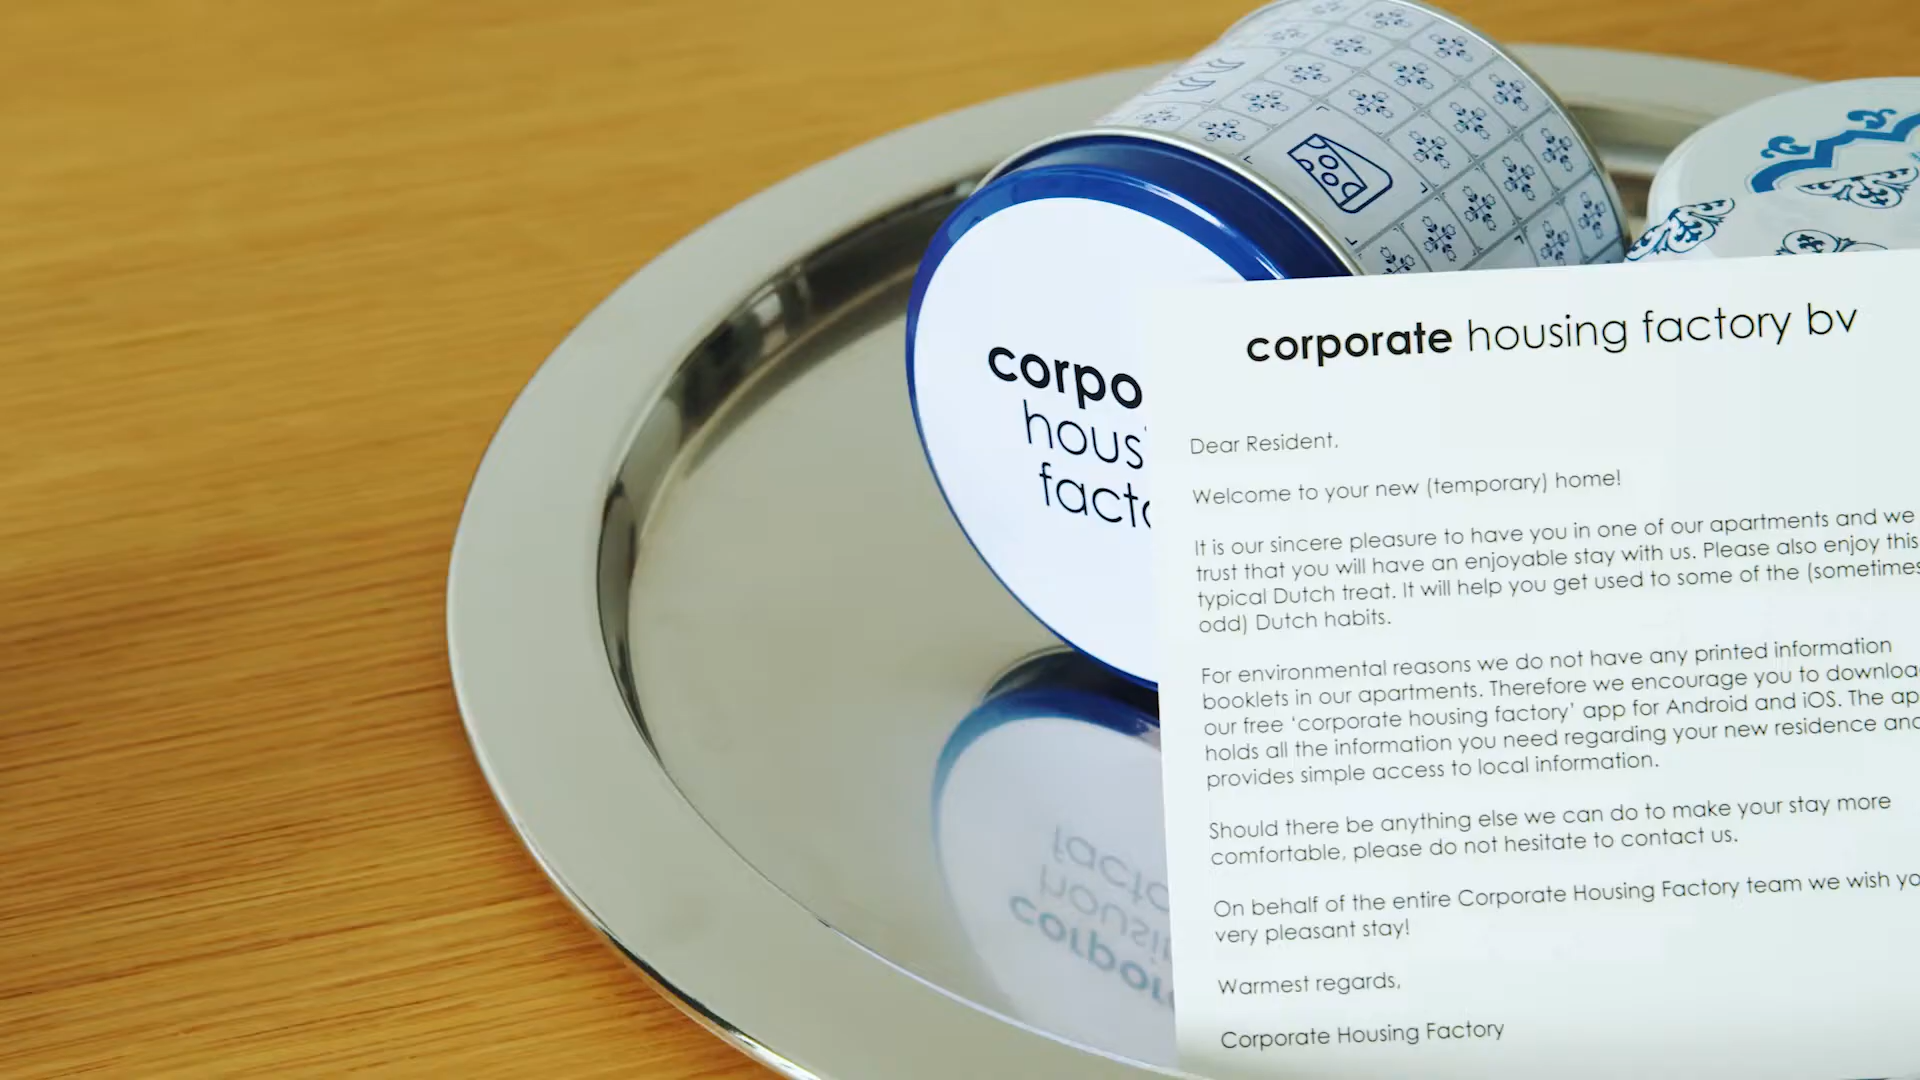 corpo
hous
facto
corporate housing factory bv
Dear Resident,
Welcome to your new (temporary) home!
It is our sincere pleasure to have you in one of our apartments and we
trust that you will have an enjoyable stay with us. Please also enjoy this
typical Dutch treat. It will help you get used to some of the (sometimes
odd) Dutch habits.
For environmental reasons we do not have any printed information
booklets in our apartments. Therefore we encourage you to downloa
our free ‘corporate housing factory’ app for Android and iOS. The ap
holds all the information you need regarding your new residence and
provides simple access to local information.
Should there be anything else we can do to make your stay more
comfortable, please do not hesitate to contact us.
On behalf of the entire Corporate Housing Factory team we wish yo
very pleasant stay!
Warmest regards,
Corporate Housing Factory